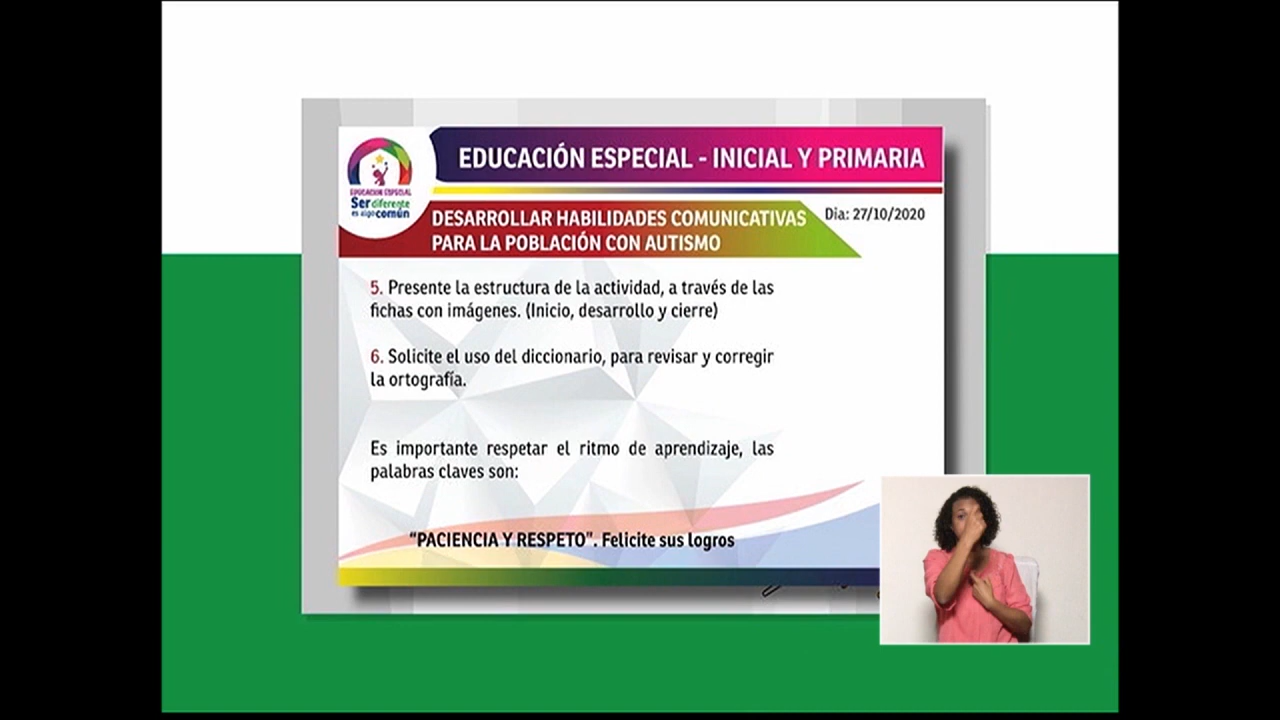 EDUCACIÓN ESPECIAL - INICIAL Y PRIMARIA
EDUCACIÓN ESPECIAL
Ser diferente
es algo común
DESARROLLAR HABILIDADES COMUNICATIVAS
PARA LA POBLACIÓN CON AUTISMO
Dia: 27/10/2020
5. Presente la estructura de la actividad, a través de las
fichas con imágenes. (Inicio, desarrollo y cierre)
6. Solicite el uso del diccionario, para revisar y corregir
la ortografía.
Es importante respetar el ritmo de aprendizaje, las
palabras claves son:
“PACIENCIA Y RESPETO”. Felicite sus logros